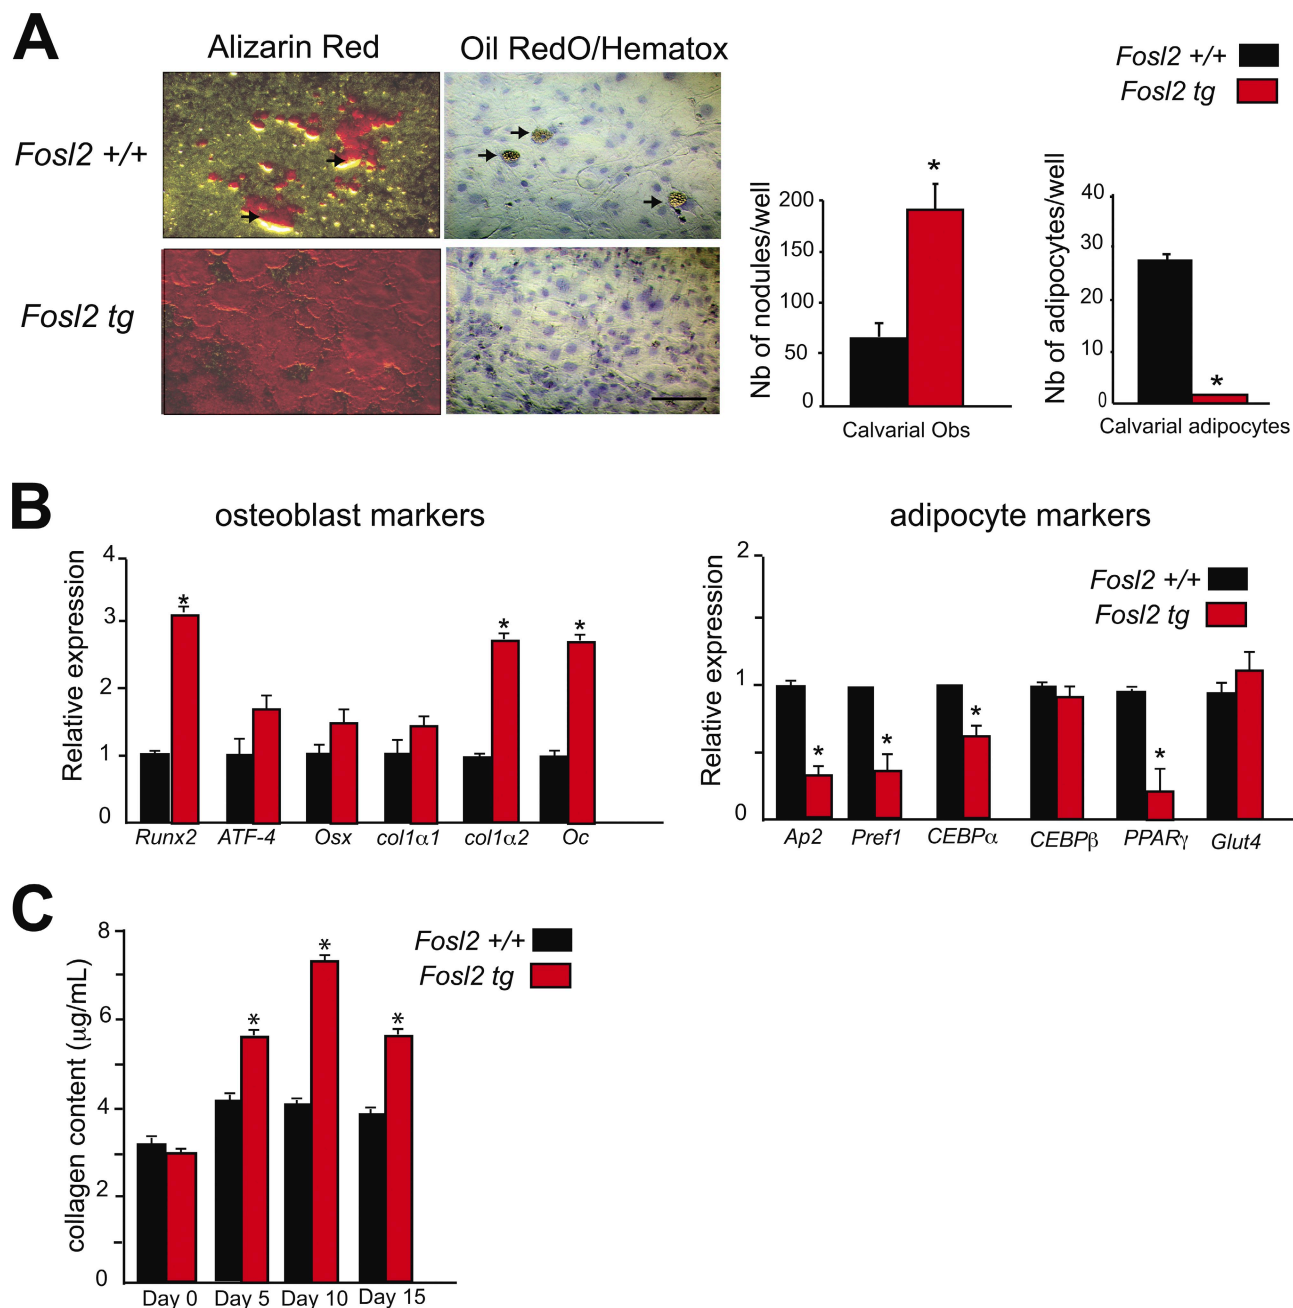 A
Alizarin Red
Oil RedO/Hematox
Fosl2 +/+
Fosl2 tg
Fosl2 +/+
Fosl2 tg
Nb of nodules/well
200
150
100
50
0
*
Calvarial Obs
Nb of adipocytes/well
40
30
20
10
0
*
Calvarial adipocytes
B
osteoblast markers
Relative expression
4
3
2
1
0
* * *
Runx2 ATF-4 Osx col1α1 col1α2 Oc
adipocyte markers
Fosl2 +/+
Fosl2 tg
Relative expression
2
1
0
* * * *
Ap2 Pref1 CEBPα CEBPβ PPARγ Glut4
C
Fosl2 +/+
Fosl2 tg
collagen content (µg/mL)
8
6
4
2
0
* * *
Day 0 Day 5 Day 10 Day 15